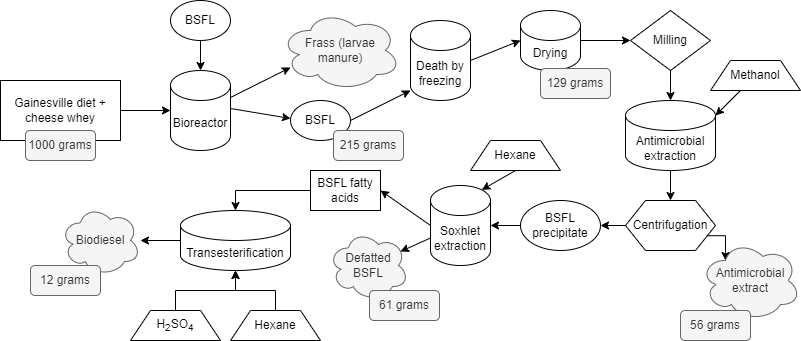 BSFL
Frass (larvae
manure)
Death by
freezing
Drying
129 grams
Milling
Methanol
Gainesville diet +
cheese whey
1000 grams
Bioreactor
BSFL
215 grams
Antimicrobial
extraction
Hexane
BSFL fatty
acids
Soxhlet
extraction
BSFL
precipitate
Centrifugation
Biodiesel
12 grams
Transesterification
Defatted
BSFL
61 grams
Antimicrobial
extract
56 grams
H₂SO₄
Hexane